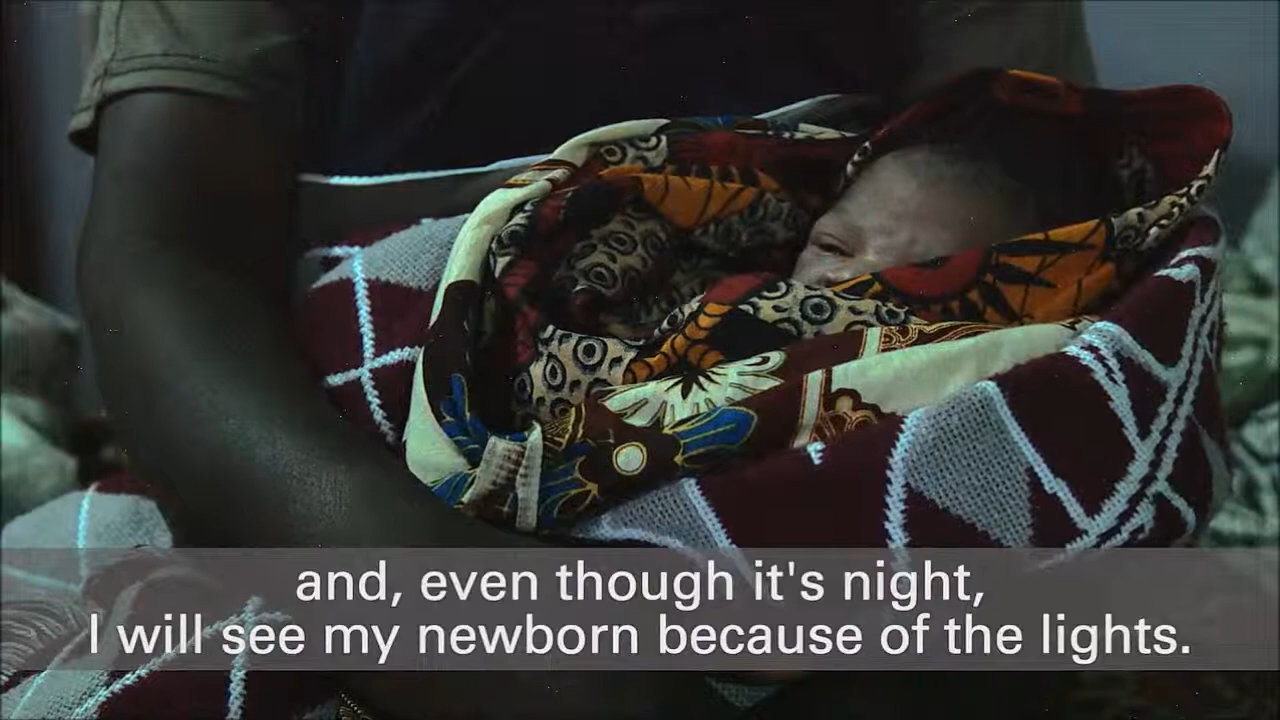 and, even though it's night,
I will see my newborn because of the lights.